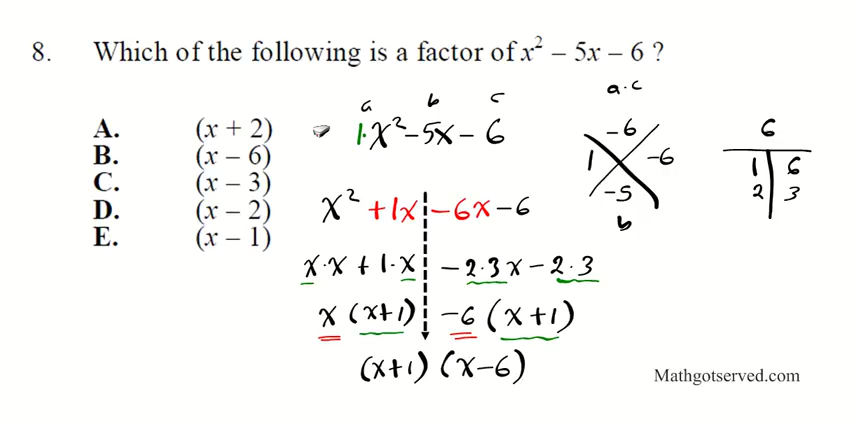 8. Which of the following is a factor of x² − 5x − 6 ?
A. (x + 2)
B. (x − 6)
C. (x − 3)
D. (x − 2)
E. (x − 1)
a b c
1·x² − 5x − 6
x² + 1x − 6x − 6
x·x + 1·x − 2·3x − 2·3
x (x+1) − 6 (x+1)
(x+1) (x−6)
a·c
−6
1 −6
−5
b
6
1 6
2 3
Mathgotserved.com